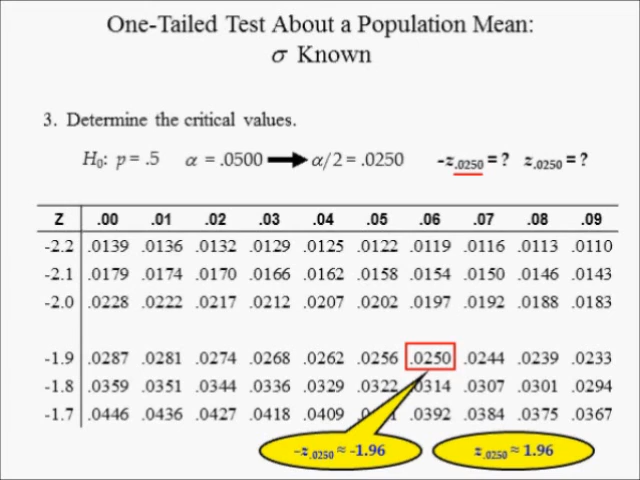 One-Tailed Test About a Population Mean:
σ Known
3. Determine the critical values.
H₀: p = .5 α = .0500 → α/2 = .0250 -z.0250 = ? z.0250 = ?
Z .00 .01 .02 .03 .04 .05 .06 .07 .08 .09
-2.2 .0139 .0136 .0132 .0129 .0125 .0122 .0119 .0116 .0113 .0110
-2.1 .0179 .0174 .0170 .0166 .0162 .0158 .0154 .0150 .0146 .0143
-2.0 .0228 .0222 .0217 .0212 .0207 .0202 .0197 .0192 .0188 .0183
-1.9 .0287 .0281 .0274 .0268 .0262 .0256 .0250 .0244 .0239 .0233
-1.8 .0359 .0351 .0344 .0336 .0329 .0322 .0314 .0307 .0301 .0294
-1.7 .0446 .0436 .0427 .0418 .0409 .0392 .0384 .0375 .0367
-z.0250 ≈ -1.96 z.0250 ≈ 1.96